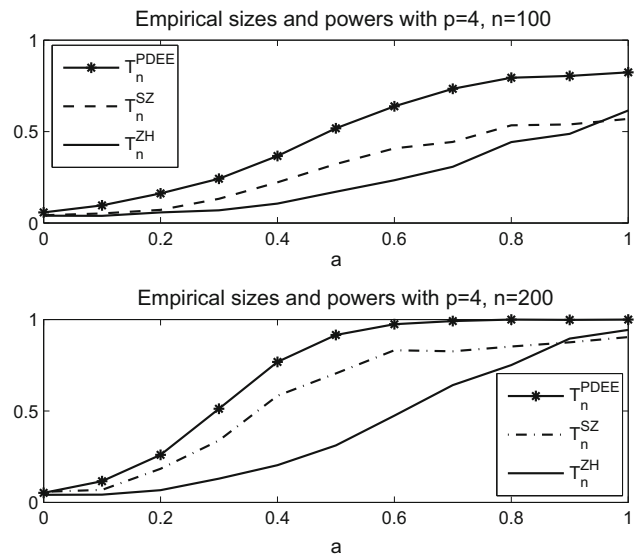 Empirical sizes and powers with p=4, n=100
1
0.5
0
T_n^PDEE
T_n^SZ
T_n^ZH
0 0.2 0.4 0.6 0.8 1
a
Empirical sizes and powers with p=4, n=200
1
0.5
0
T_n^PDEE
T_n^SZ
T_n^ZH
0 0.2 0.4 0.6 0.8 1
a